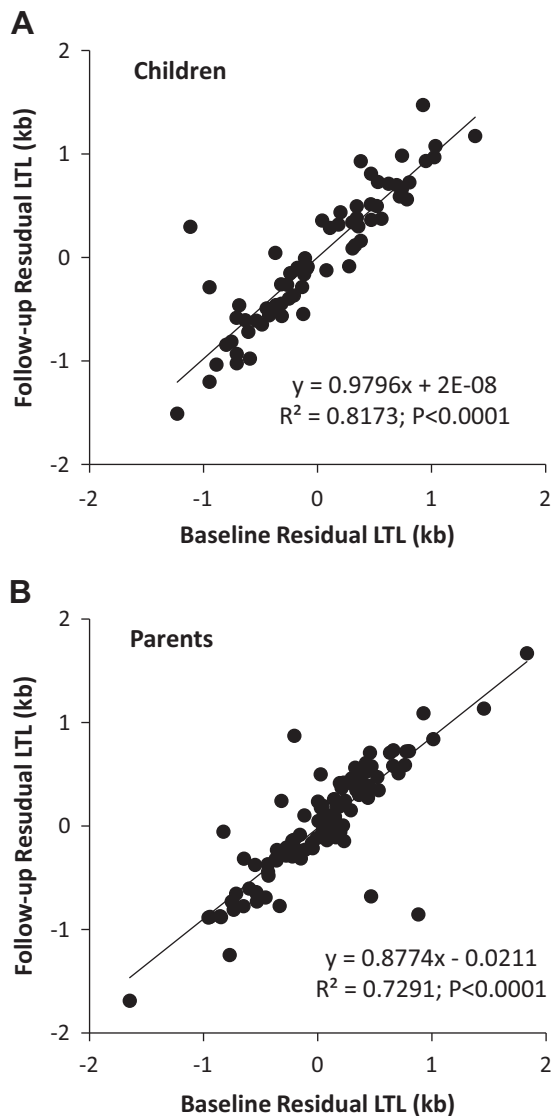 A
Children
2
1
0
-1
-2
-2
-1
0
1
2
Follow-up Resudual LTL (kb)
y = 0.9796x + 2E-08
R² = 0.8173; P<0.0001
Baseline Residual LTL (kb)
B
Parents
2
1
0
-1
-2
-2
-1
0
1
2
Follow-up Resudual LTL (kb)
y = 0.8774x - 0.0211
R² = 0.7291; P<0.0001
Baseline Residual LTL (kb)